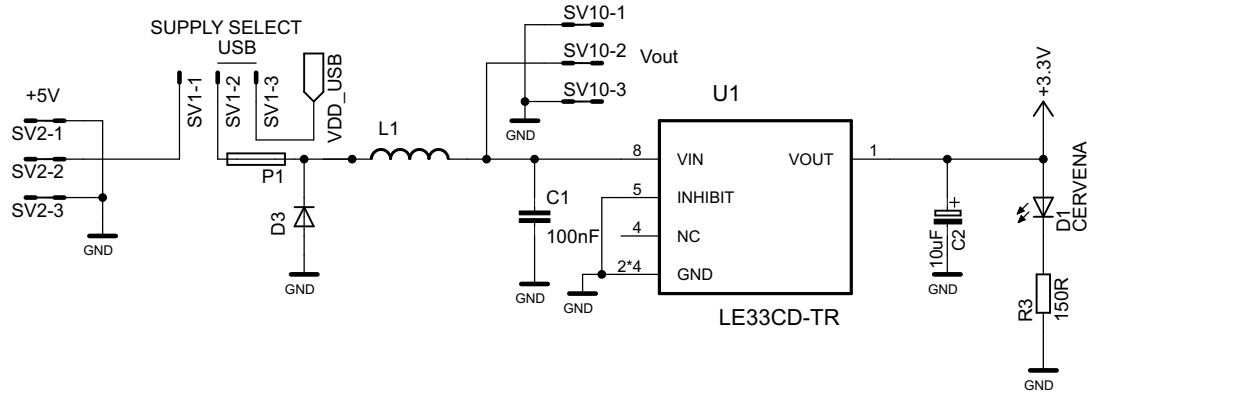 SUPPLY SELECT
USB
+5V
SV2-1
SV2-2
SV2-3
GND
SV1-1
SV1-2
SV1-3
VDD_USB
P1
D3
GND
L1
SV10-1
SV10-2 Vout
SV10-3
GND
C1
100nF
GND
U1
8 VIN
5 INHIBIT
4 NC
2*4 GND
GND
VOUT 1
LE33CD-TR
+
10uF
C2
GND
+3.3V
D1
CERVENA
R3
150R
GND